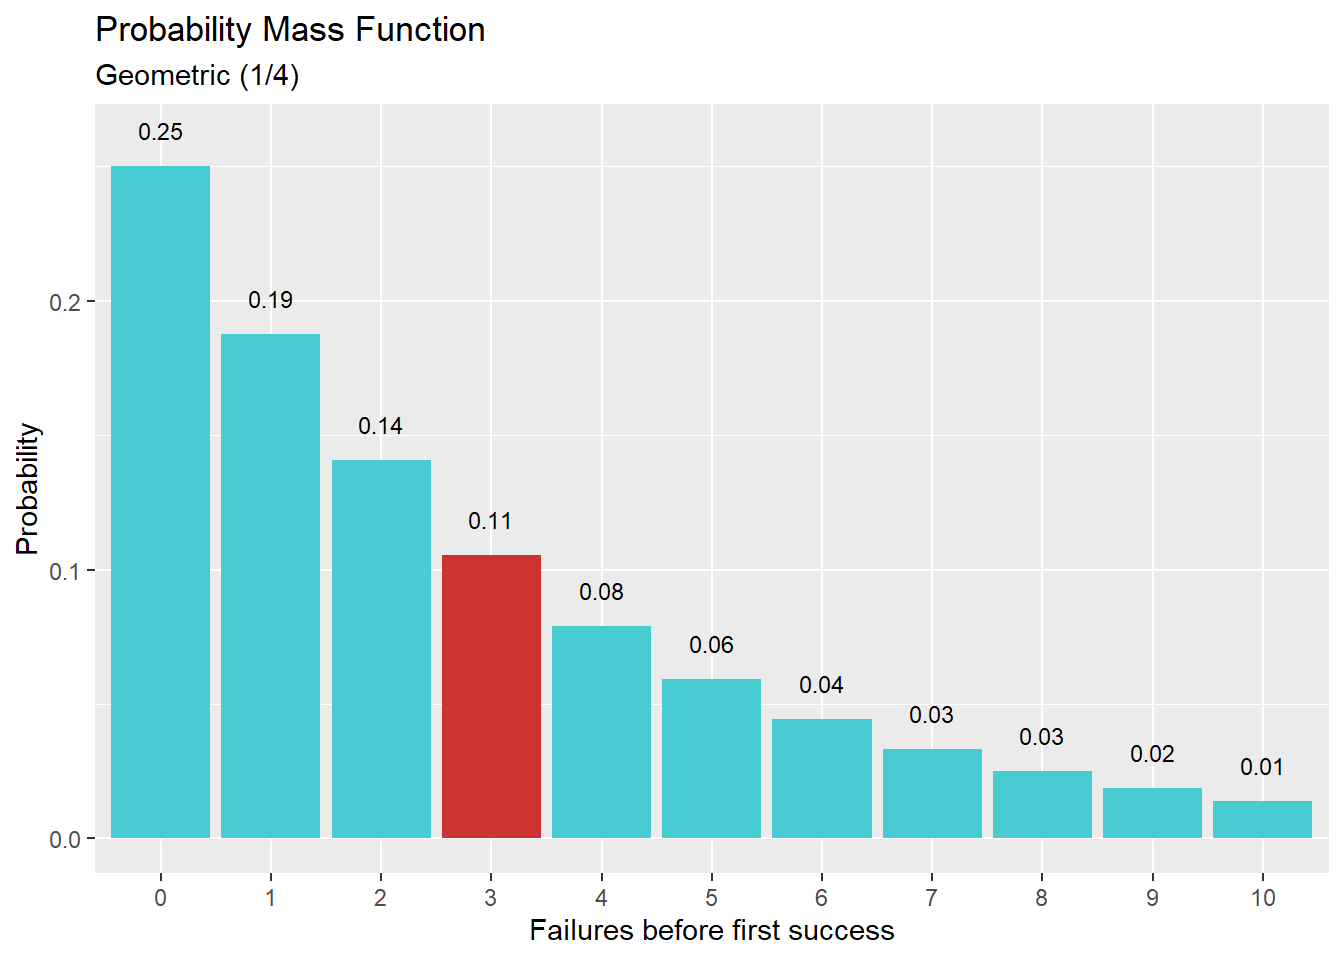 Probability Mass Function
Geometric (1/4)
0.25
0.19
0.14
0.11
0.08
0.06
0.04
0.03
0.03
0.02
0.01
0.2
0.1
0.0
Probability
0 1 2 3 4 5 6 7 8 9 10
Failures before first success